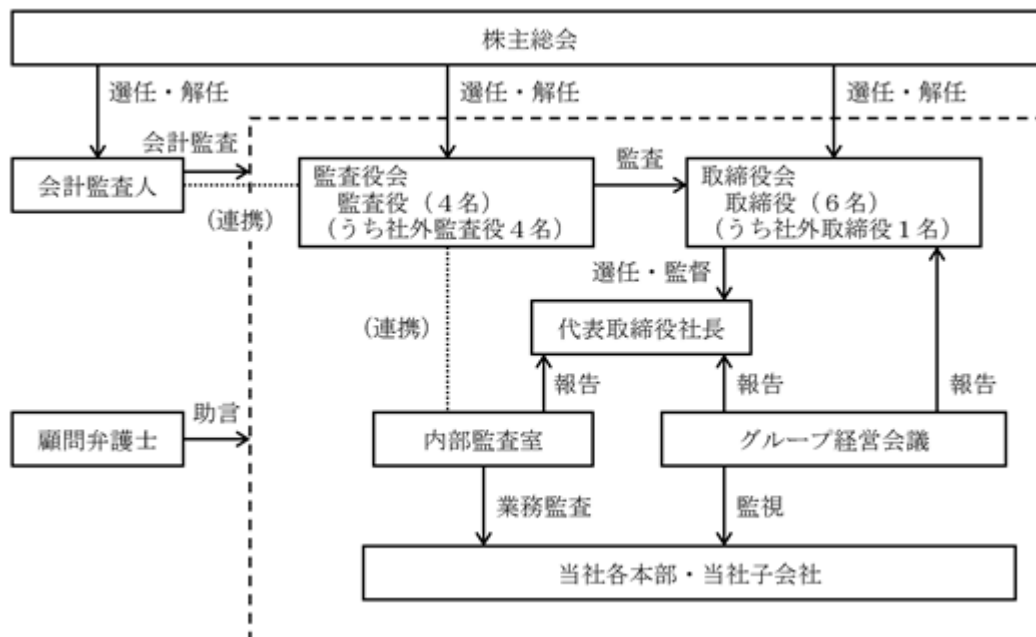 株主総会
選任・解任
選任・解任
選任・解任
会計監査
会計監査人
(連携)
監査役会
監査役(4名)
(うち社外監査役4名)
監査
取締役会
取締役(6名)
(うち社外取締役1名)
選任・監督
(連携)
代表取締役社長
報告
報告
報告
助言
顧問弁護士
内部監査室
グループ経営会議
業務監査
監視
当社各本部・当社子会社